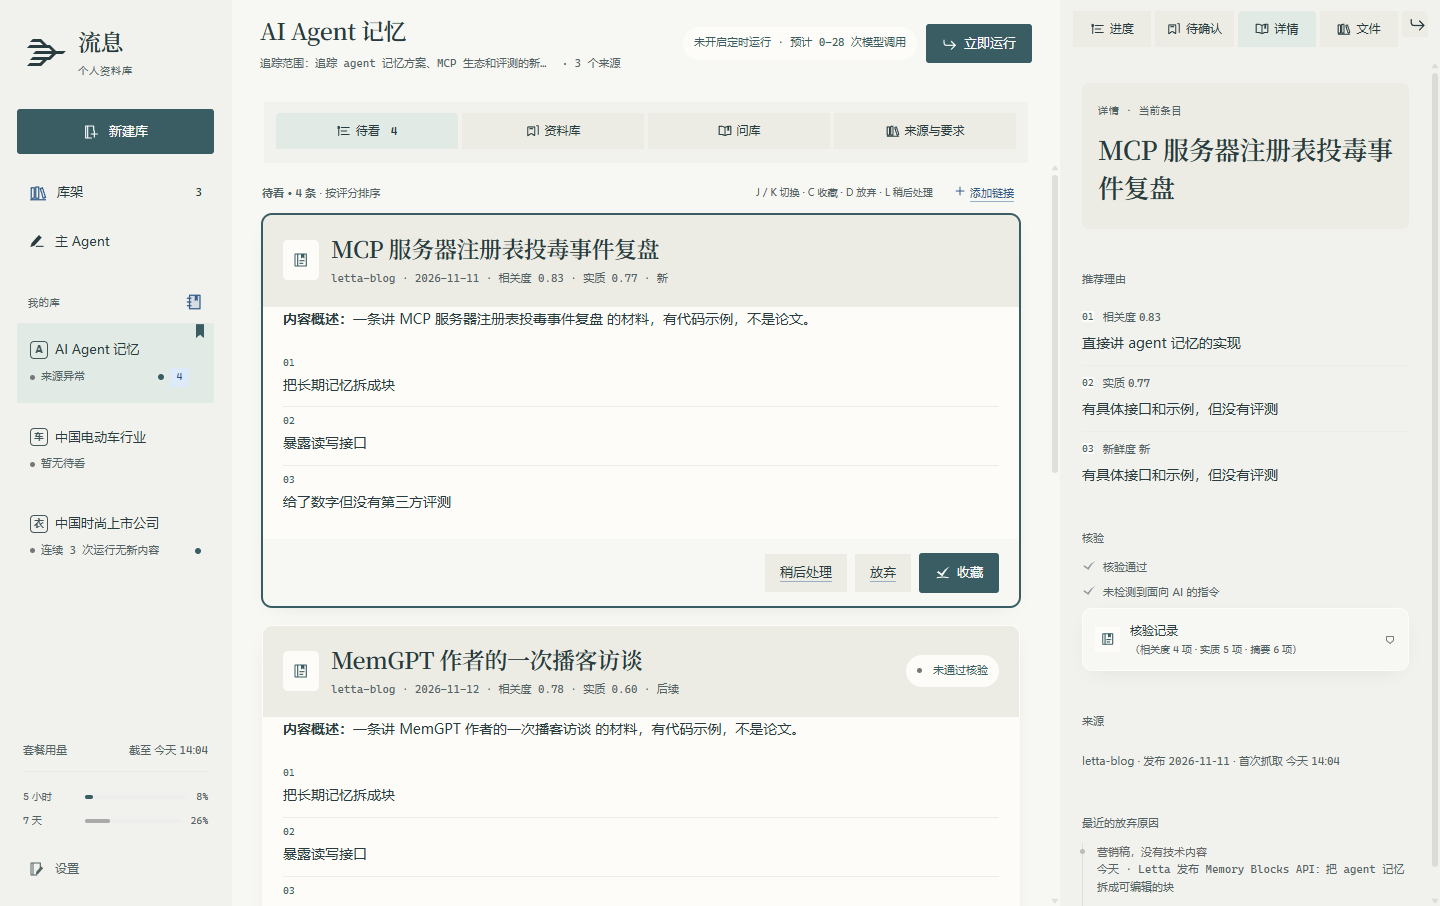 流息
个人资料库
新建库
库架 3
主 Agent
我的库
A AI Agent 记忆
来源异常 4
车 中国电动车行业
暂无待看
衣 中国时尚上市公司
连续 3 次运行无新内容
套餐用量 截至 今天 14:04
5 小时 8%
7 天 26%
设置
AI Agent 记忆
追踪范围：追踪 agent 记忆方案、MCP 生态和评测的新… · 3 个来源
未开启定时运行 · 预计 0–28 次模型调用
立即运行
待看 4
资料库
问库
来源与要求
待看 • 4 条 · 按评分排序
J / K 切换 · C 收藏 · D 放弃 · L 稍后处理
添加链接
MCP 服务器注册表投毒事件复盘
letta-blog · 2026-11-11 · 相关度 0.83 · 实质 0.77 · 新
内容概述：一条讲 MCP 服务器注册表投毒事件复盘 的材料，有代码示例，不是论文。
01
把长期记忆拆成块
02
暴露读写接口
03
给了数字但没有第三方评测
稍后处理
放弃
收藏
MemGPT 作者的一次播客访谈
letta-blog · 2026-11-12 · 相关度 0.78 · 实质 0.60 · 后续
未通过核验
内容概述：一条讲 MemGPT 作者的一次播客访谈 的材料，有代码示例，不是论文。
01
把长期记忆拆成块
02
暴露读写接口
03
进度
待确认
详情
文件
详情 · 当前条目
MCP 服务器注册表投毒事
件复盘
推荐理由
01 相关度 0.83
直接讲 agent 记忆的实现
02 实质 0.77
有具体接口和示例，但没有评测
03 新鲜度 新
有具体接口和示例，但没有评测
核验
核验通过
未检测到面向 AI 的指令
核验记录
（相关度 4 项 · 实质 5 项 · 摘要 6 项）
来源
letta-blog · 发布 2026-11-11 · 首次抓取 今天 14:04
最近的放弃原因
营销稿，没有技术内容
今天 · Letta 发布 Memory Blocks API：把 agent 记忆
拆成可编辑的块